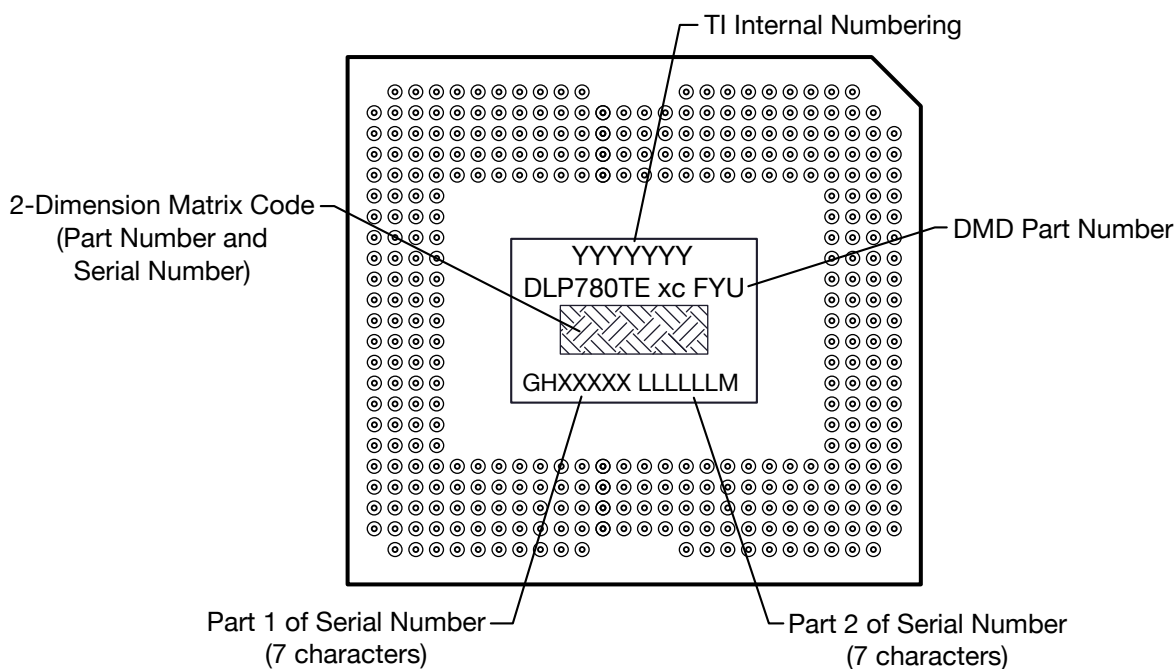 TI Internal Numbering
2-Dimension Matrix Code
(Part Number and
Serial Number)
DMD Part Number
YYYYYYY
DLP780TE xc FYU
GHXXXXX LLLLLLM
Part 1 of Serial Number
(7 characters)
Part 2 of Serial Number
(7 characters)